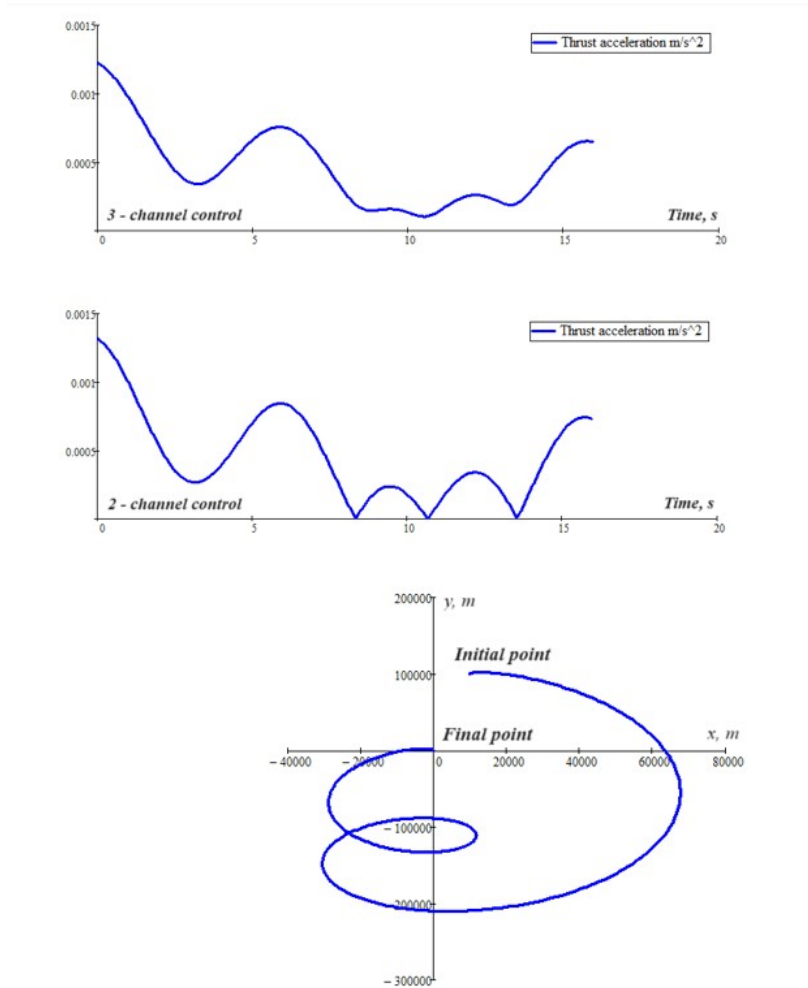 0.0015
Thrust acceleration m/s^2
0.001
0.0005
3 - channel control
Time, s
0 5 10 15 20
0.0015
Thrust acceleration m/s^2
0.001
0.0005
2 - channel control
Time, s
0 5 10 15 20
200000
y, m
Initial point
100000
Final point
x, m
– 40000 – 20000 0 20000 40000 60000 80000
– 100000
– 200000
– 300000